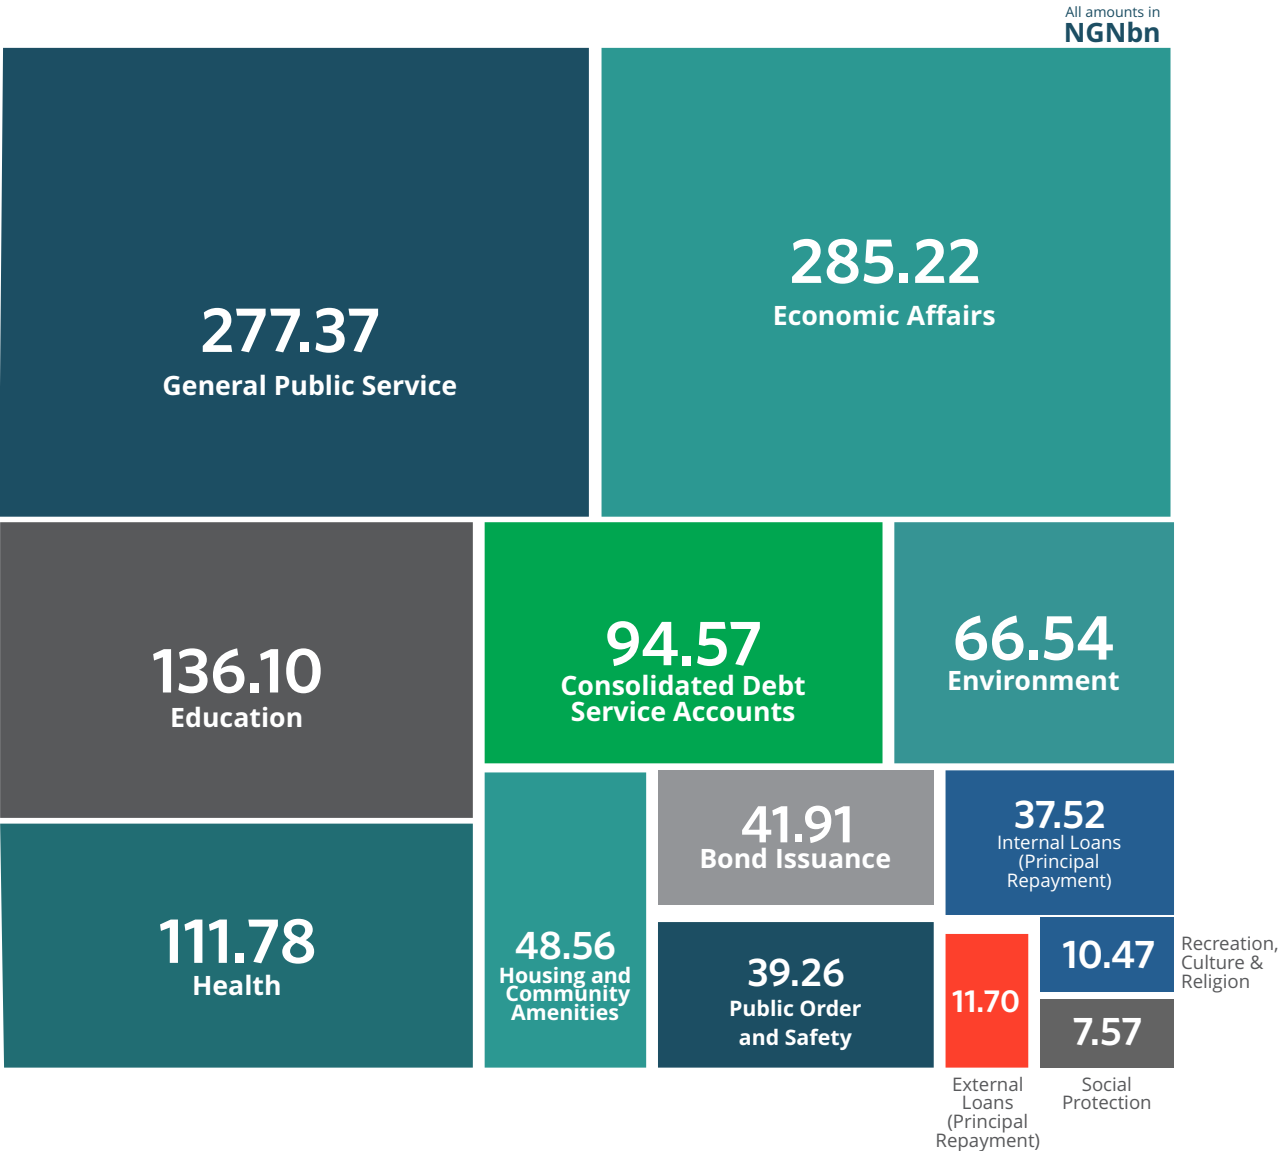 All amounts in
NGNbn
277.37
General Public Service
285.22
Economic Affairs
136.10
Education
94.57
Consolidated Debt
Service Accounts
66.54
Environment
111.78
Health
48.56
Housing and
Community
Amenities
41.91
Bond Issuance
37.52
Internal Loans
(Principal
Repayment)
39.26
Public Order
and Safety
11.70
External
Loans
(Principal
Repayment)
10.47
Recreation,
Culture &
Religion
7.57
Social
Protection